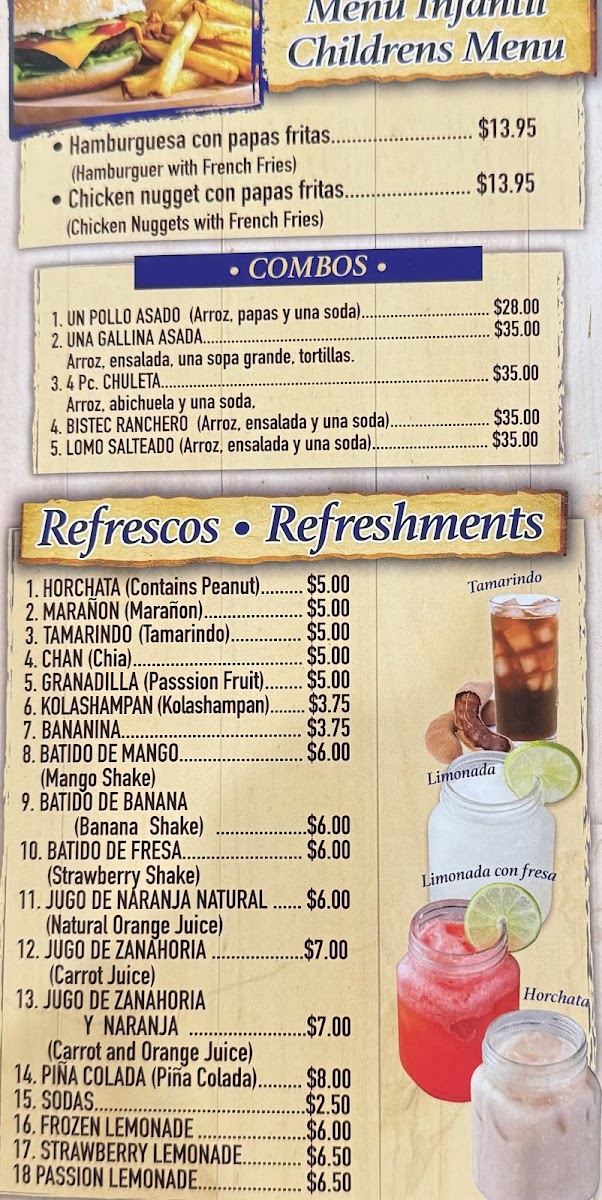 Menu Infantil
Childrens Menu
• Hamburguesa con papas fritas........................ $13.95
(Hamburguer with French Fries)
• Chicken nugget con papas fritas...................... $13.95
(Chicken Nuggets with French Fries)
• COMBOS •
1. UN POLLO ASADO (Arroz, papas y una soda)............................... $28.00
2. UNA GALLINA ASADA..................................................................... $35.00
Arroz, ensalada, una sopa grande, tortillas.
3. 4 Pc. CHULETA................................................................................ $35.00
Arroz, abichuela y una soda,
4. BISTEC RANCHERO (Arroz, ensalada y una soda)........................ $35.00
5. LOMO SALTEADO (Arroz, ensalada y una soda)............................ $35.00
Refrescos • Refreshments
1. HORCHATA (Contains Peanut)......... $5.00
2. MARAÑON (Marañon)..................... $5.00
3. TAMARINDO (Tamarindo)............... $5.00
4. CHAN (Chia)................................... $5.00
5. GRANADILLA (Passsion Fruit)........ $5.00
6. KOLASHAMPAN (Kolashampan)....... $3.75
7. BANANINA...................................... $3.75
8. BATIDO DE MANGO.......................... $6.00
(Mango Shake)
9. BATIDO DE BANANA
(Banana Shake) ...................$6.00
10. BATIDO DE FRESA......................... $6.00
(Strawberry Shake)
11. JUGO DE NARANJA NATURAL ...... $6.00
(Natural Orange Juice)
12. JUGO DE ZANAHORIA ...................$7.00
(Carrot Juice)
13. JUGO DE ZANAHORIA
Y NARANJA ........................$7.00
(Carrot and Orange Juice)
14. PIÑA COLADA (Piña Colada)......... $8.00
15. SODAS............................................$2.50
16. FROZEN LEMONADE .......................$6.00
17. STRAWBERRY LEMONADE............. $6.50
18 PASSION LEMONADE...................... $6.50
Tamarindo
Limonada
Limonada con fresa
Horchata